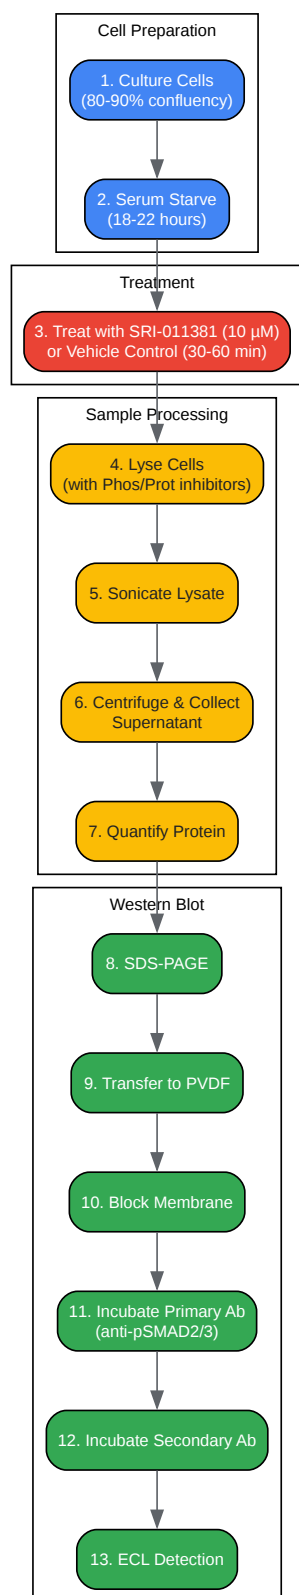 Cell Preparation
1. Culture Cells
(80-90% confluency)
2. Serum Starve
(18-22 hours)
Treatment
3. Treat with SRI-011381 (10 µM)
or Vehicle Control (30-60 min)
Sample Processing
4. Lyse Cells
(with Phos/Prot inhibitors)
5. Sonicate Lysate
6. Centrifuge & Collect
Supernatant
7. Quantify Protein
Western Blot
8. SDS-PAGE
9. Transfer to PVDF
10. Block Membrane
11. Incubate Primary Ab
(anti-pSMAD2/3)
12. Incubate Secondary Ab
13. ECL Detection